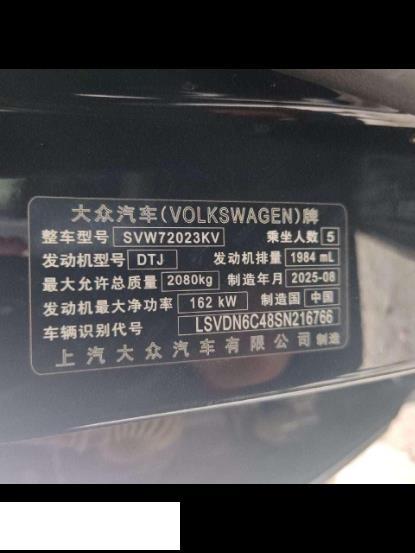 大众汽车(VOLKSWAGEN)牌
整车型号 SVW72023KV 乘坐人数 5
发动机型号 DTJ 发动机排量 1984 mL
最大允许总质量 2080kg 制造年月 2025-08
发动机最大净功率 162 kW 制造国 中国
车辆识别代号 LSVDN6C48SN216766
上汽大众汽车有限公司 制造